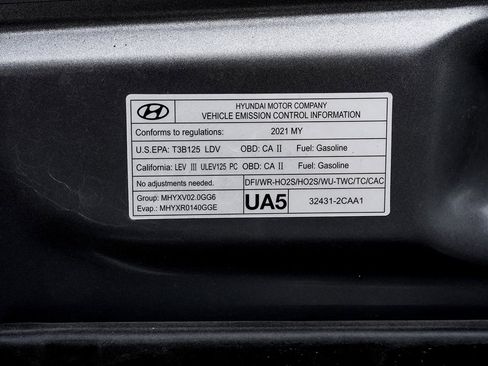 HYUNDAI MOTOR COMPANY
VEHICLE EMISSION CONTROL INFORMATION
Conforms to regulations: 2021 MY
U.S.EPA: T3B125 LDV OBD: CA II Fuel: Gasoline
California: LEV III ULEV125 PC OBD: CA II Fuel: Gasoline
No adjustments needed. DFI/WR-HO2S/HO2S/WU-TWC/TC/CAC
Group: MHYXV02.0GG6
Evap.: MHYXR0140GGE
UA5 32431-2CAA1